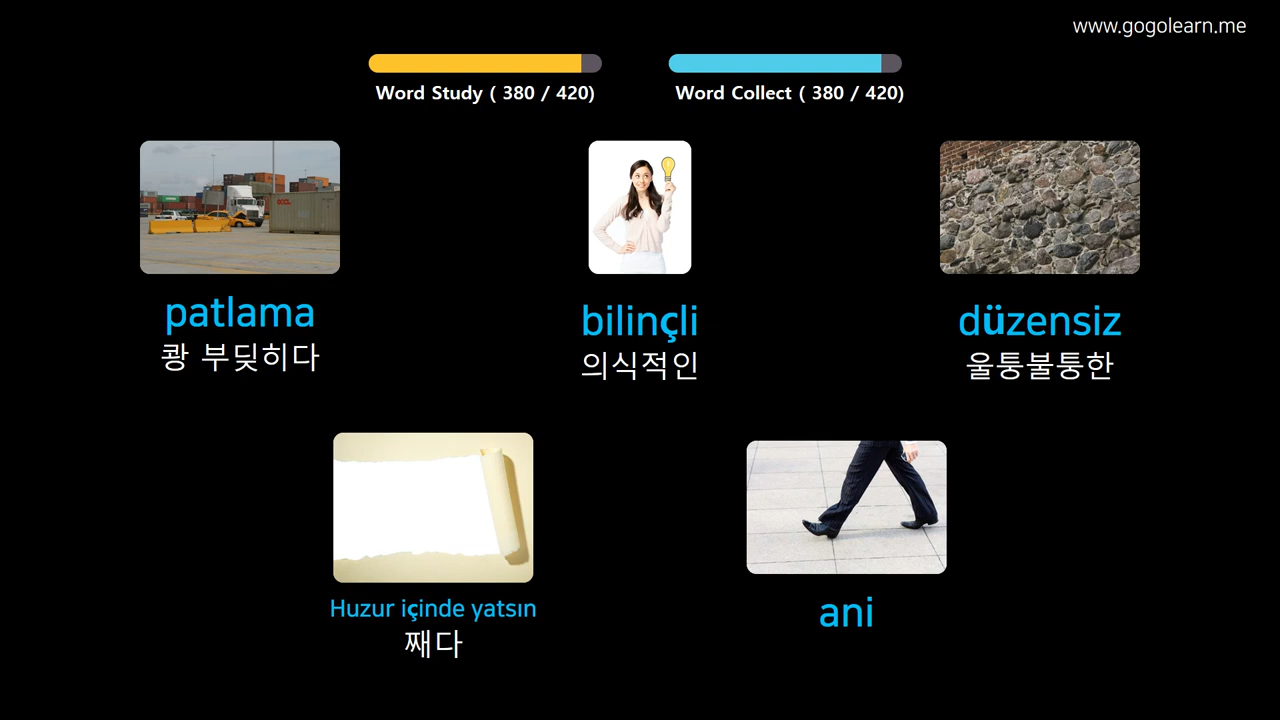 www.gogolearn.me
Word Study ( 380 / 420)
Word Collect ( 380 / 420)
patlama
쾅 부딪히다
bilinçli
의식적인
düzensiz
울퉁불퉁한
Huzur içinde yatsın
째다
ani